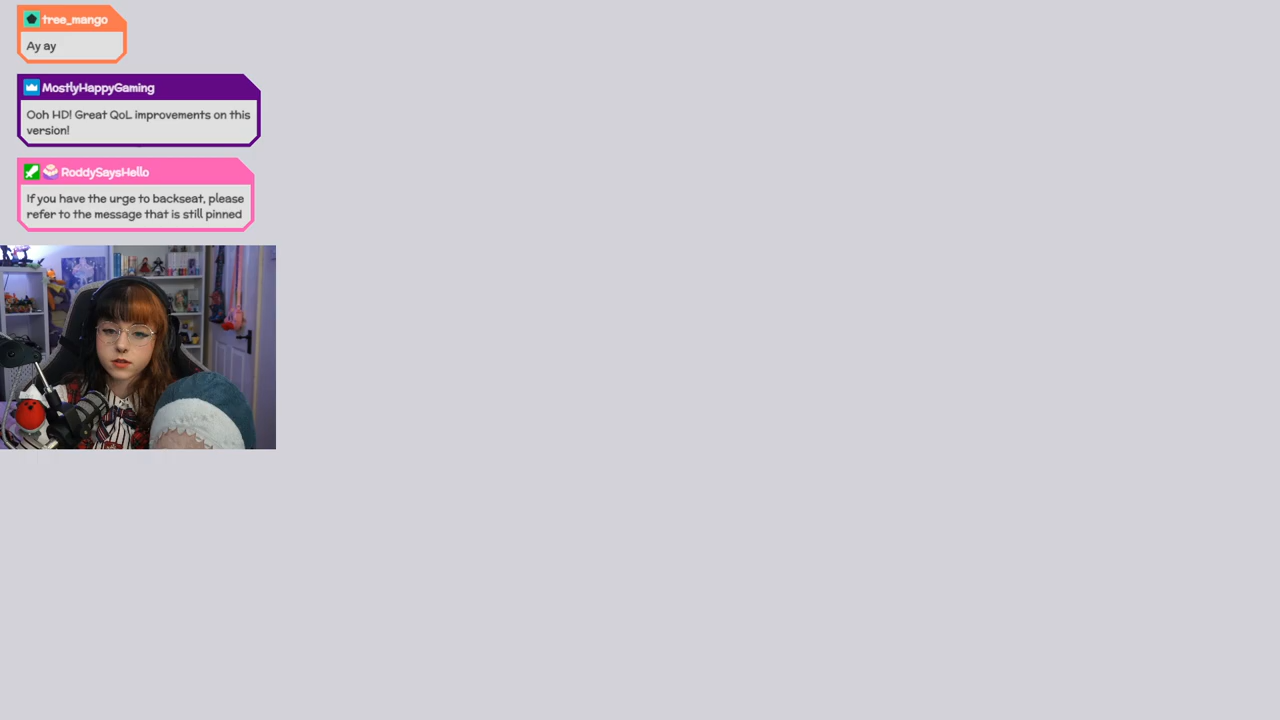 tree_mango
Ay ay
MostlyHappyGaming
Ooh HD! Great QoL improvements on this
version!
RoddySaysHello
If you have the urge to backseat, please
refer to the message that is still pinned